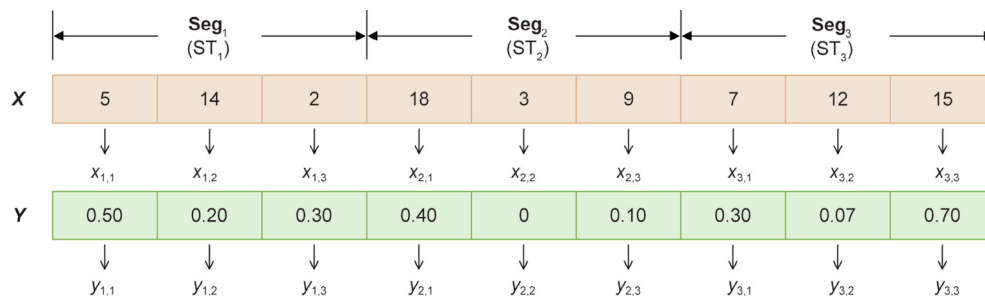 Seg1 Seg2 Seg3
(ST1) (ST2) (ST3)
X 5 14 2 18 3 9 7 12 15
x1,1 x1,2 x1,3 x2,1 x2,2 x2,3 x3,1 x3,2 x3,3
Y 0.50 0.20 0.30 0.40 0 0.10 0.30 0.07 0.70
y1,1 y1,2 y1,3 y2,1 y2,2 y2,3 y3,1 y3,2 y3,3